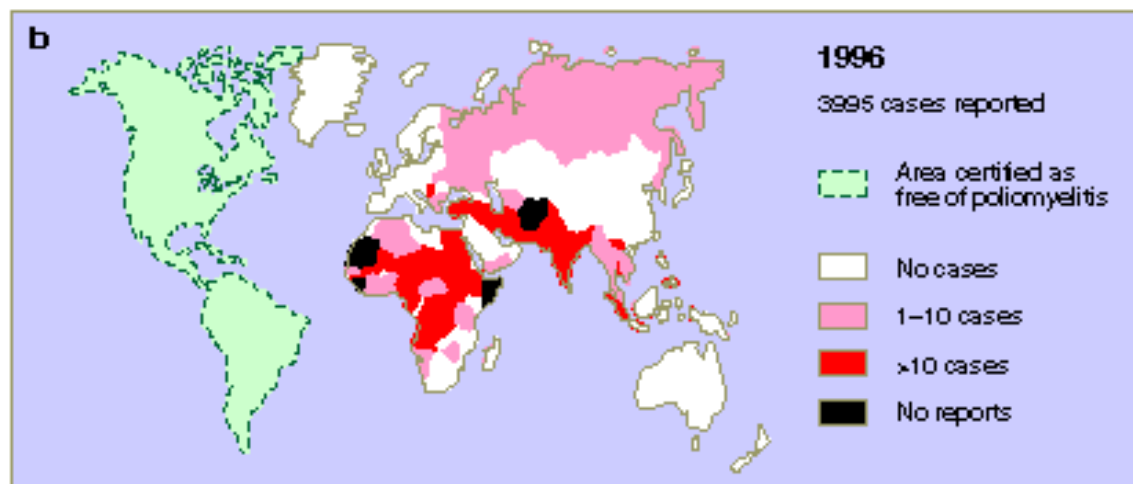 b
1996
3995 cases reported
Area certified as
free of poliomyelitis
No cases
1–10 cases
>10 cases
No reports